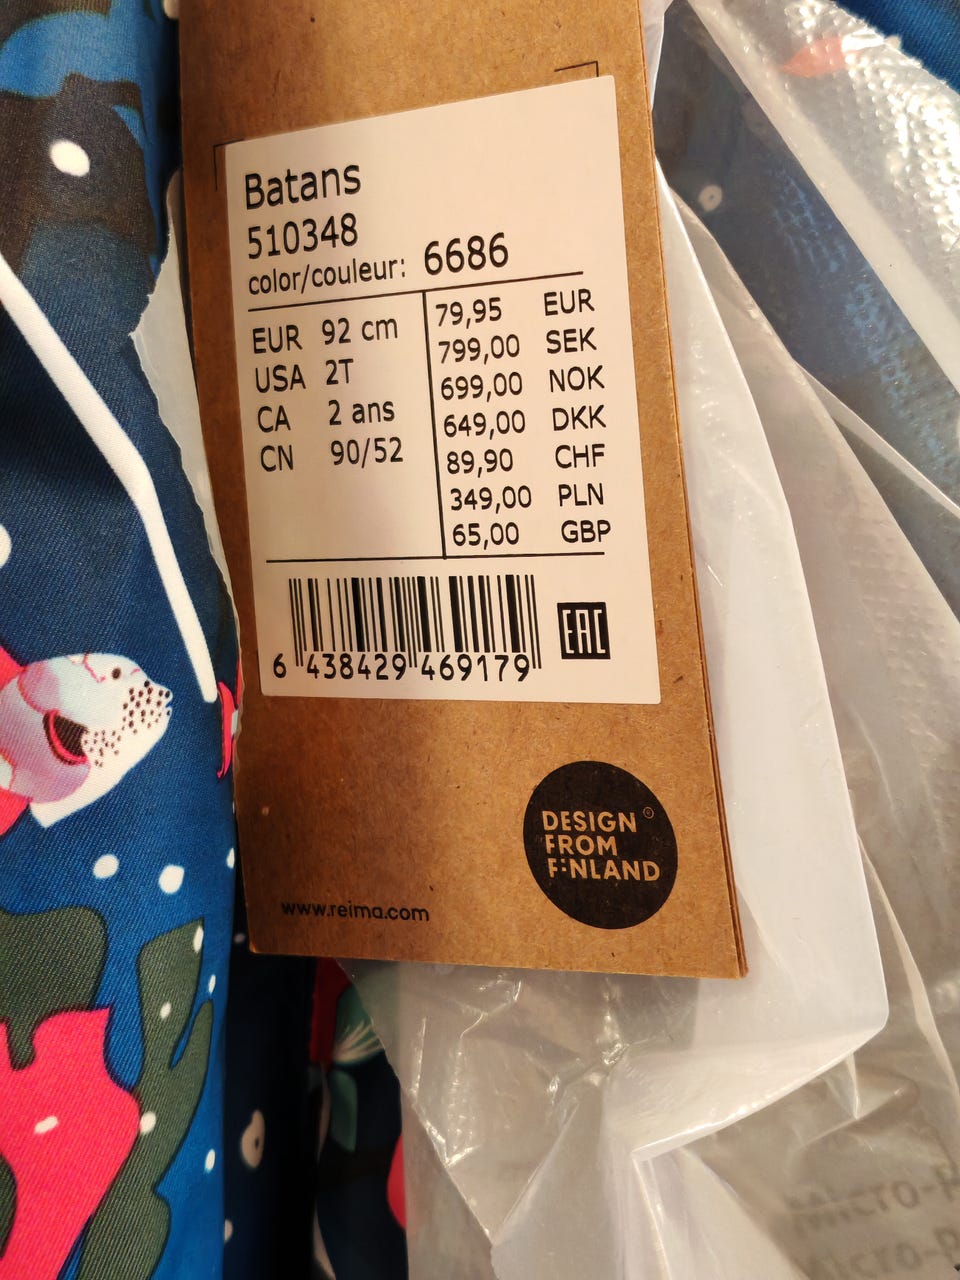 Batans
510348
color/couleur: 6686
EUR 92 cm
USA 2T
CA 2 ans
CN 90/52
79,95 EUR
799,00 SEK
699,00 NOK
649,00 DKK
89,90 CHF
349,00 PLN
65,00 GBP
6 438429 469179
EAC
DESIGN ®
FROM
FINLAND
www.reima.com